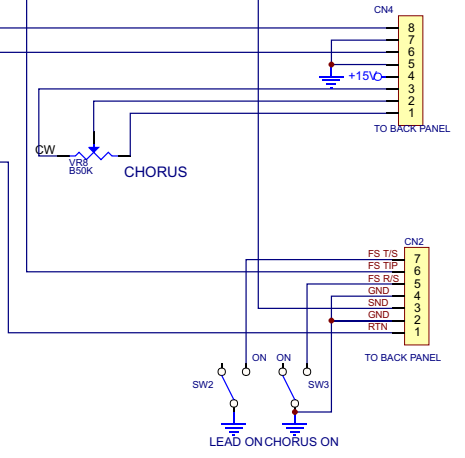 CN4
8
7
6
5
+15V
4
3
2
1
TO BACK PANEL
CW
VR8
B50K
CHORUS
CN2
FS T/S
7
FS TIP
6
FS R/S
5
GND
4
SND
3
GND
2
RTN
1
TO BACK PANEL
ON
ON
SW2
SW3
LEAD ON
CHORUS ON